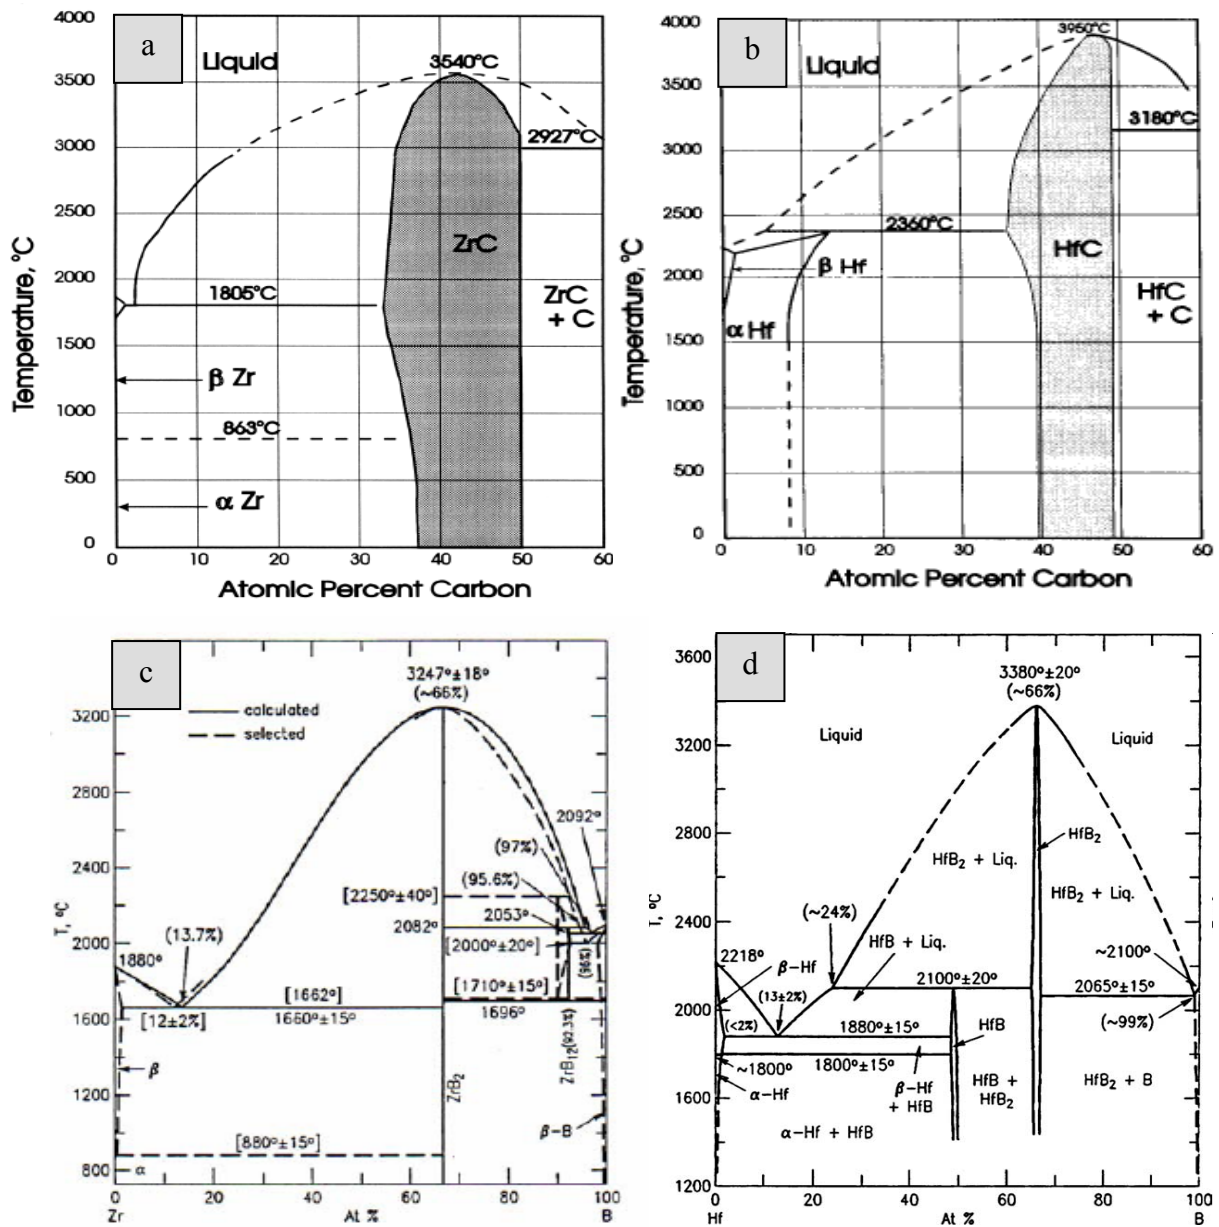 a
4000
3500
3000
2500
2000
1500
1000
500
0
Temperature, °C
Liquid
3540°C
2927°C
ZrC
ZrC
+ C
1805°C
β Zr
863°C
α Zr
0 10 20 30 40 50 60
Atomic Percent Carbon
b
4000
3500
3000
2500
2000
1500
1000
500
0
Temperature, °C
Liquid
3950°C
3180°C
2360°C
HfC
β Hf
HfC
+ C
α Hf
0 10 20 30 40 50 60
Atomic Percent Carbon
c
3247°±18°
(~66%)
calculated
selected
3200
2800
2400
2000
1600
1200
800
T, °C
2092°
(97%)
(95.6%)
[2250°±40°]
2053°
2082°
(13.7%)
1880°
[2000°±20°]
(96%)
[1710°±15°]
[1662°]
[12±2%]
1660°±15°
1696°
ZrB12(92.3%)
β
ZrB2
β-B
[880°±15°]
α
0 20 40 60 80 100
Zr At % B
d
3380°±20°
(~66%)
3600
3200
2800
2400
2000
1600
1200
T, °C
Liquid
Liquid
HfB2
HfB2 + Liq.
HfB2 + Liq.
(~24%)
HfB + Liq.
2218°
β-Hf
2100°±20°
~2100°
2065°±15°
(13±2%)
(<2%)
1880°±15°
HfB
(~99%)
~1800°
1800°±15°
α-Hf
β-Hf
+ HfB
HfB +
HfB2
HfB2 + B
α-Hf + HfB
0 20 40 60 80 100
Hf At % B